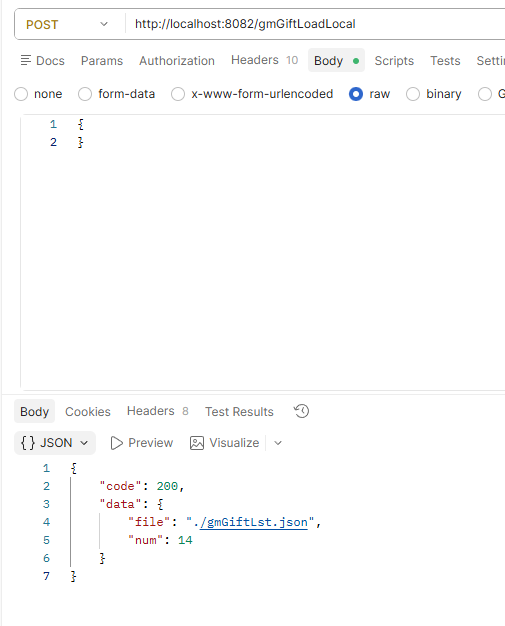 POST http://localhost:8082/gmGiftLoadLocal
Docs Params Authorization Headers 10 Body Scripts Tests Setti
none form-data x-www-form-urlencoded raw binary G
1 {
2 }
Body Cookies Headers 8 Test Results
{} JSON Preview Visualize
1 {
2 "code": 200,
3 "data": {
4 "file": "./gmGiftLst.json",
5 "num": 14
6 }
7 }